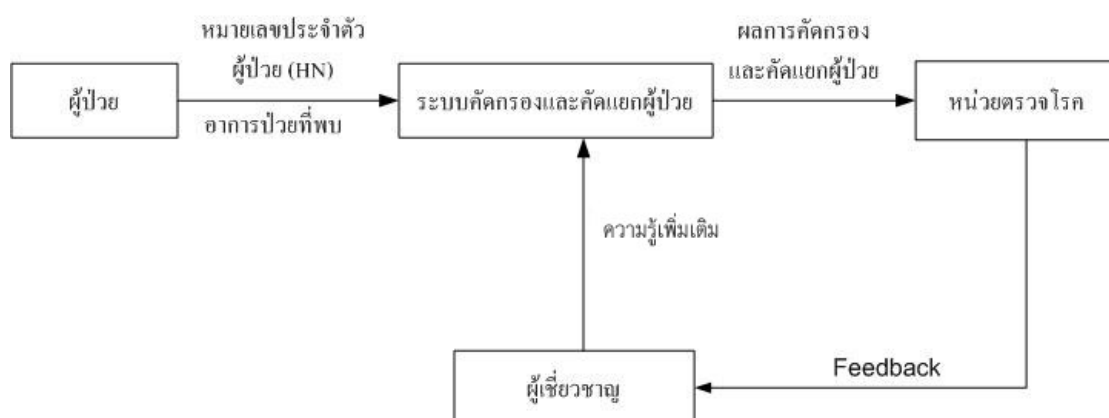 หมายเลขประจำตัว
ผู้ป่วย (HN)
ผลการคัดกรอง
และคัดแยกผู้ป่วย
ผู้ป่วย
ระบบคัดกรองและคัดแยกผู้ป่วย
หน่วยตรวจโรค
อาการป่วยที่พบ
ความรู้เพิ่มเติม
Feedback
ผู้เชี่ยวชาญ